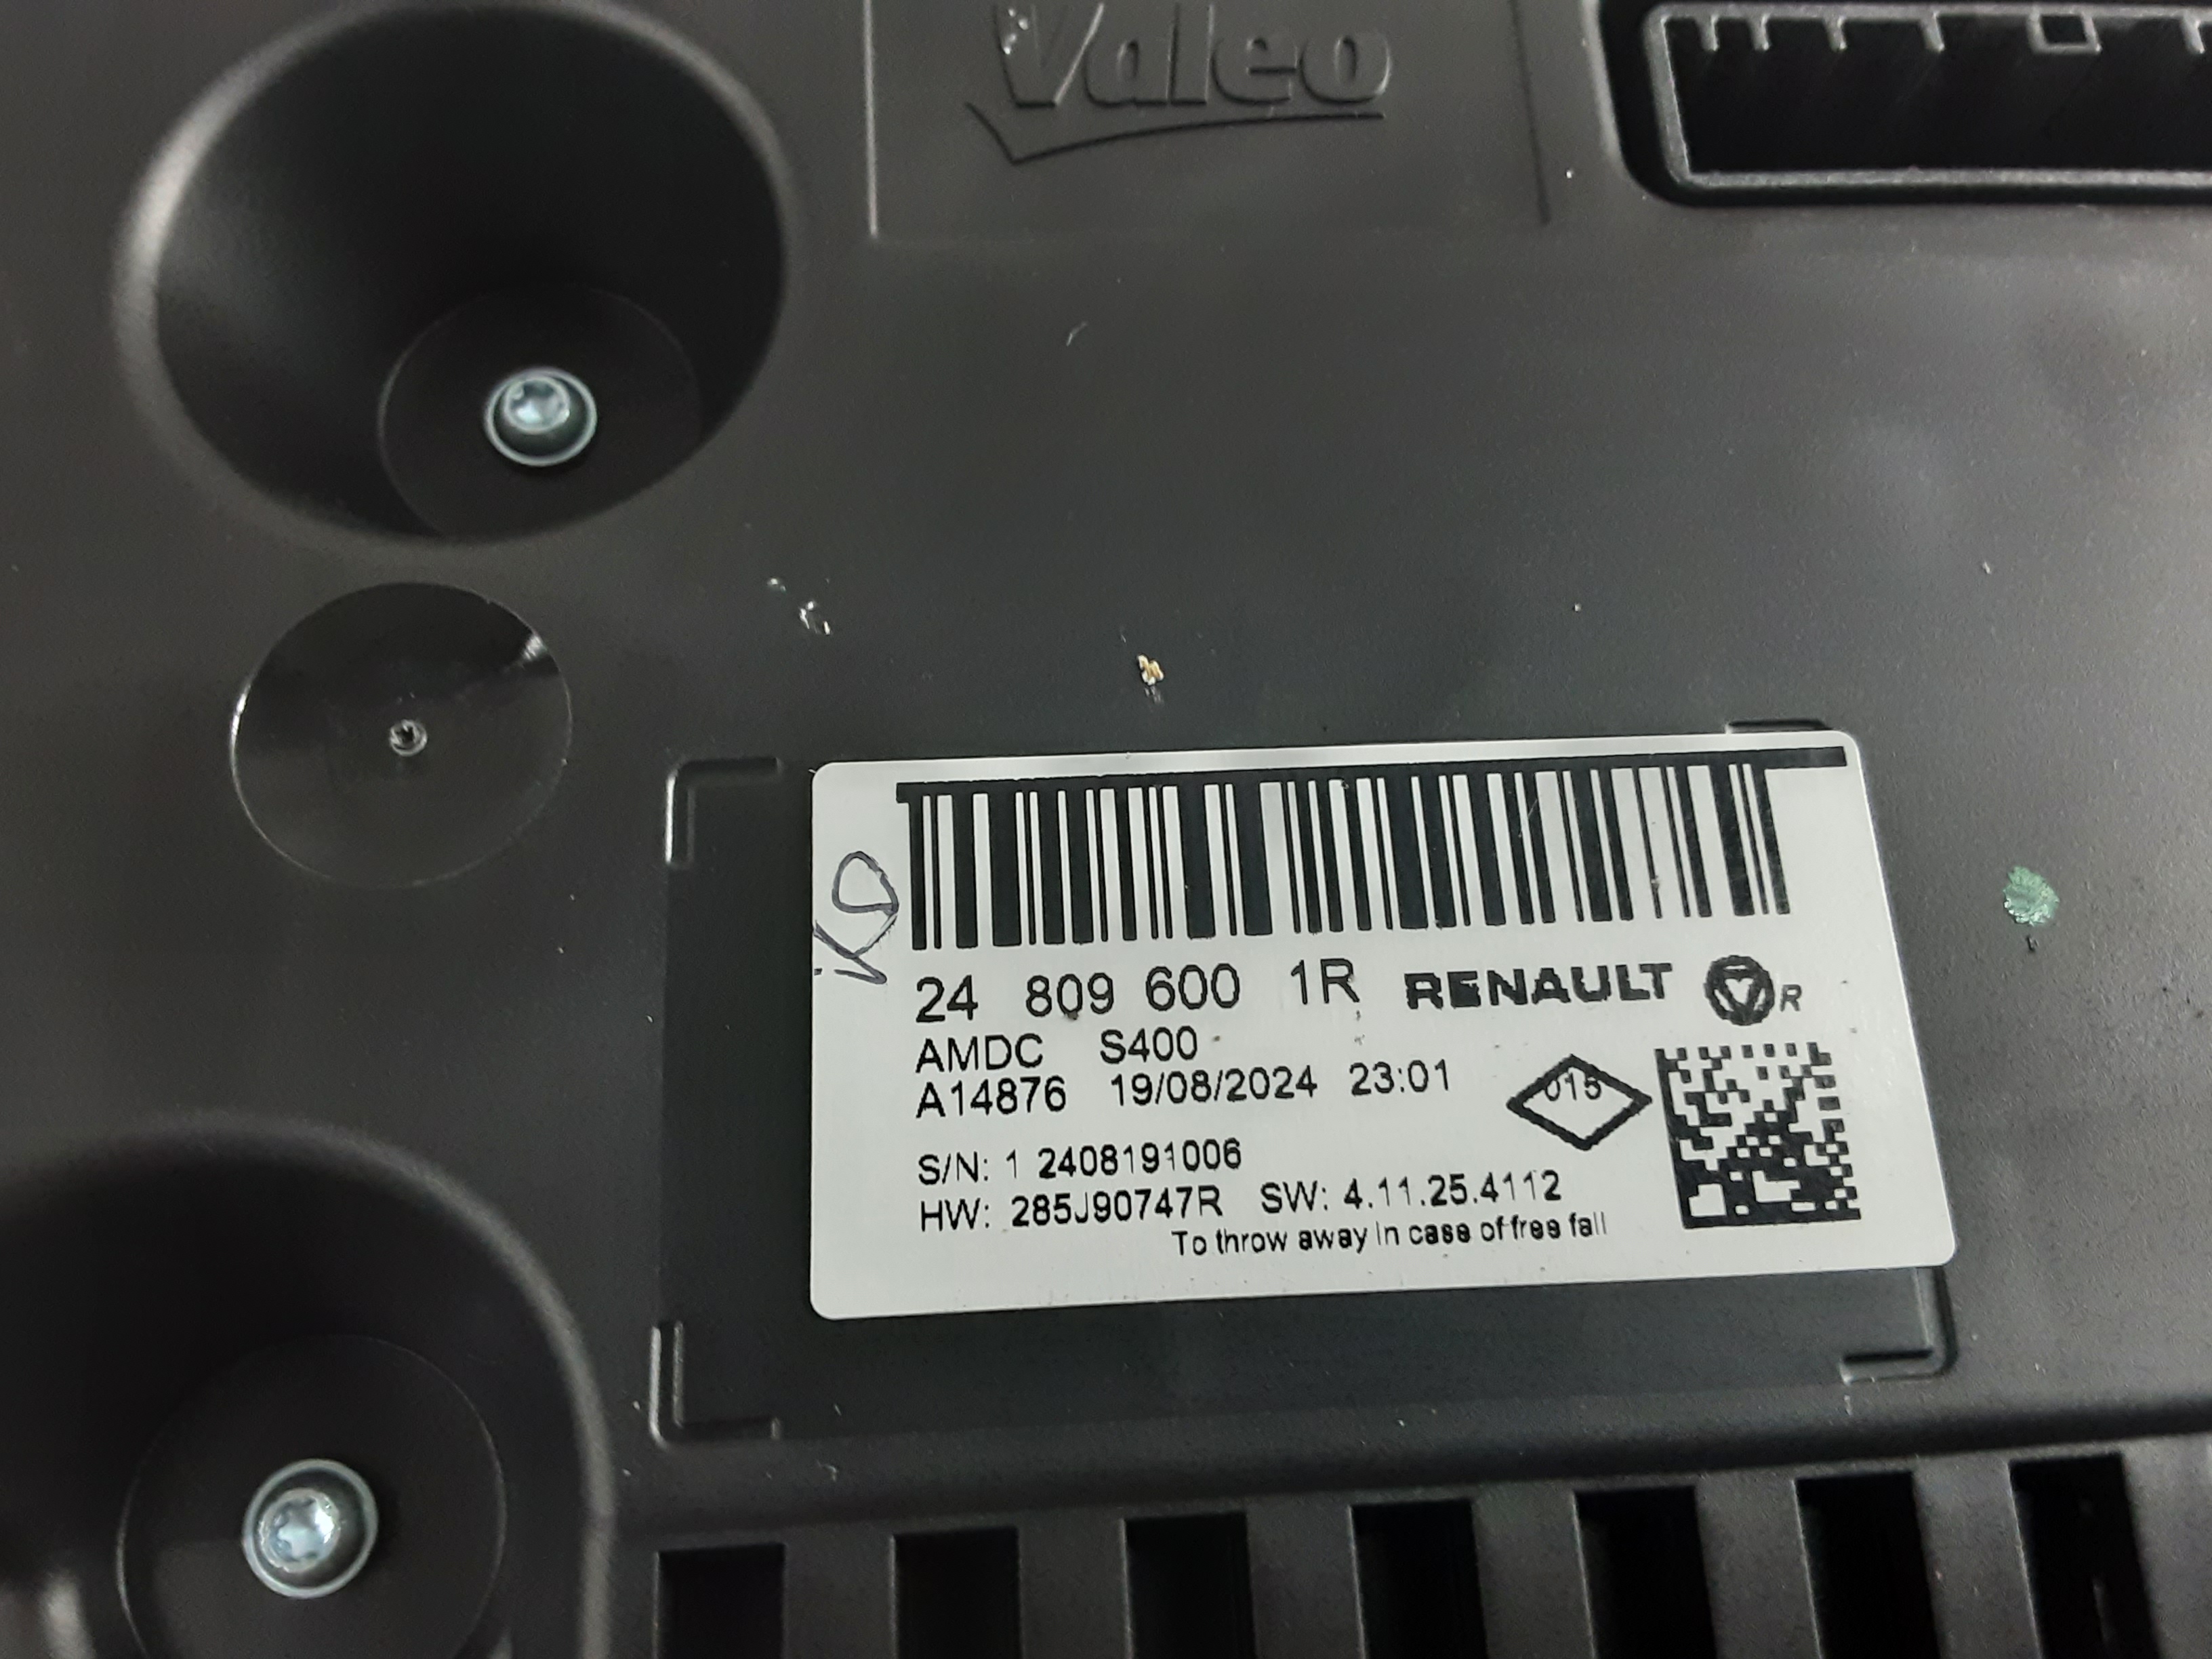 Valeo
24 809 600 1R RENAULT R
AMDC S400
A14876 19/08/2024 23:01 015
S/N: 1 2408191006
HW: 285J90747R SW: 4.11.25.4112
To throw away in case of free fall